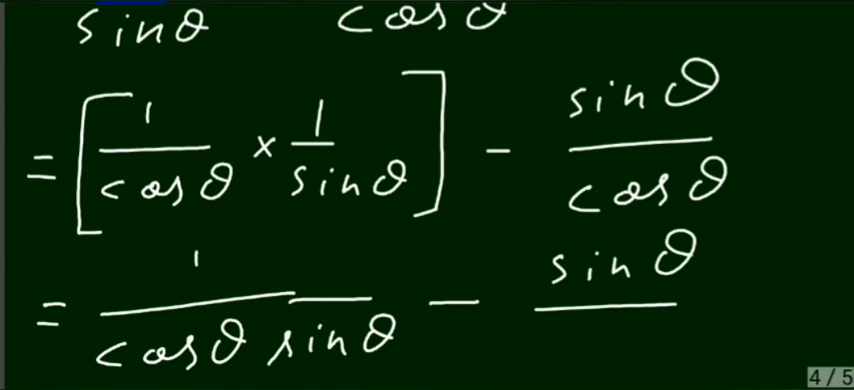 sinθ cosθ
= [1/cosθ × 1/sinθ] - sinθ/cosθ
= 1/cosθ sinθ - sinθ/
4/5